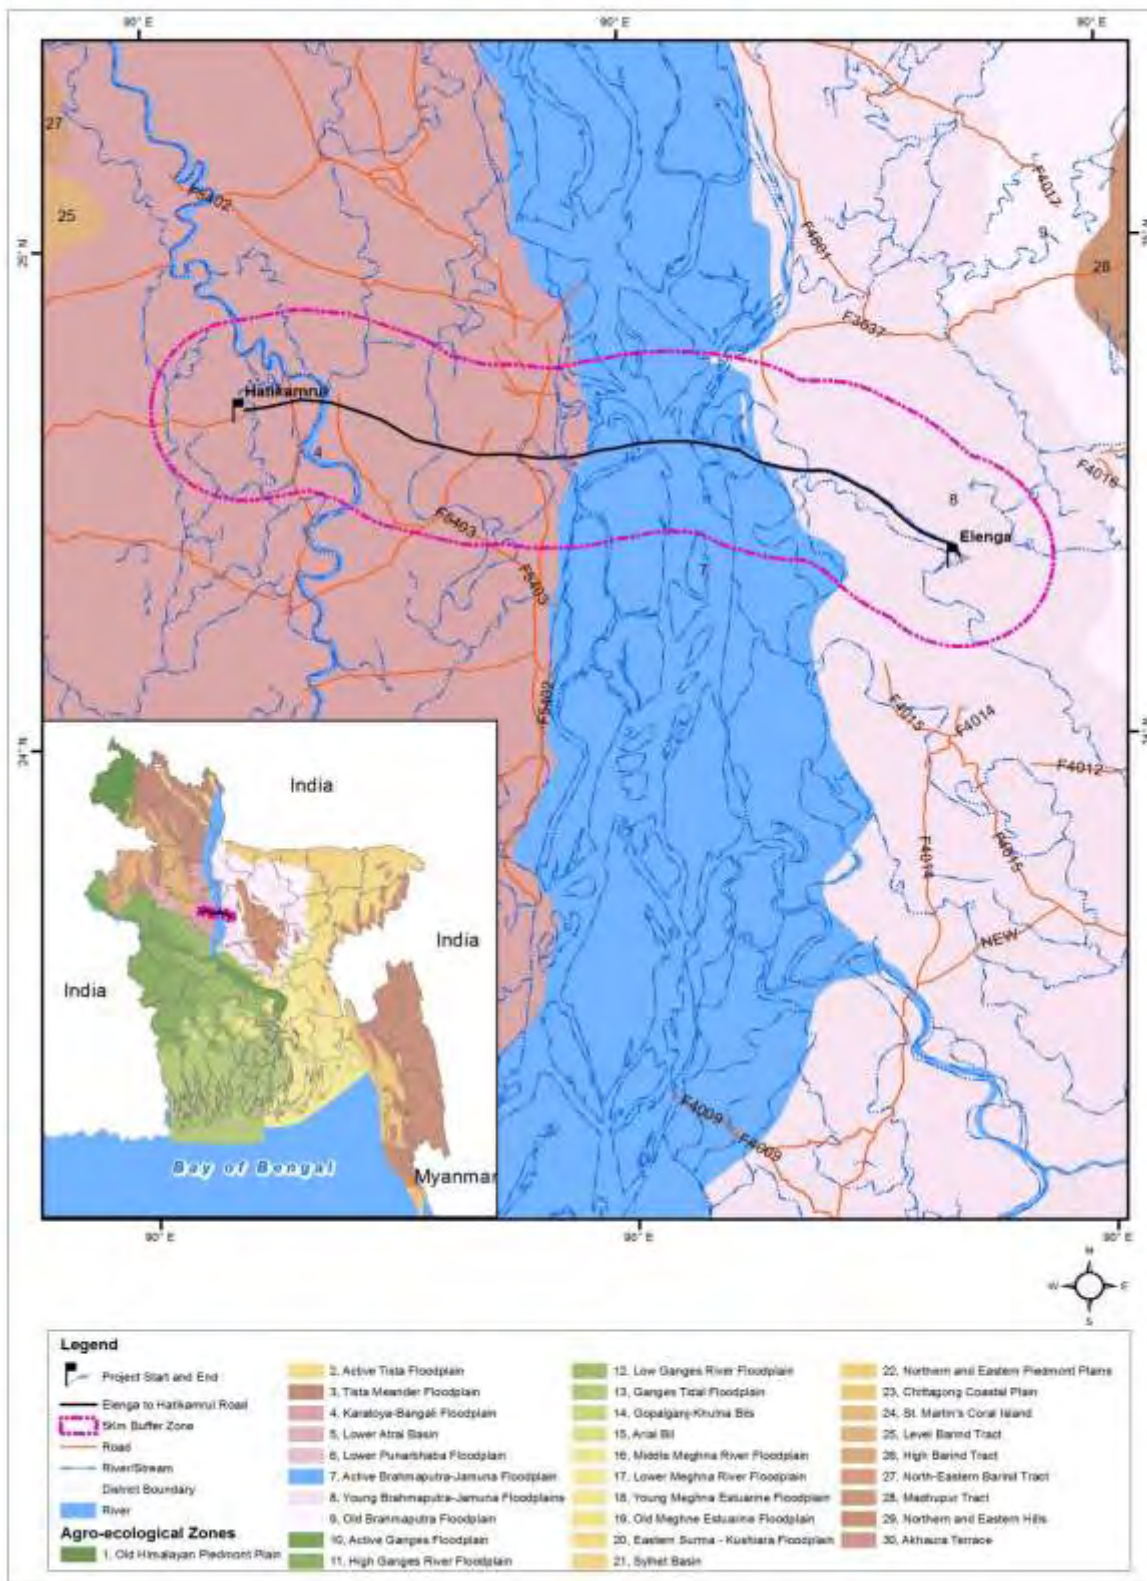 90° E 90° E 90° E
27
25
F5402
F4017
9
F4001
28
F3037
25° N
Hatikamrul
4
F4016
8
Elenga
F5403
F5403
7
F5402
F4015
F4014
F4012
24° N
India
F4014
F4015
India
NEW
India
F4009
F4009
Bay of Bengal
Myanmar
90° E 90° E 90° E
N
W E
S
Legend
Project Start and End
Elenga to Hatikamrul Road
5Km Buffer Zone
Road
River/Stream
District Boundary
River
Agro-ecological Zones
1, Old Himalayan Piedmont Plain
2, Active Tista Floodplain
3, Tista Meander Floodplain
4, Karatoya-Bangali Floodplain
5, Lower Atrai Basin
6, Lower Punarbhaba Floodplain
7, Active Brahmaputra-Jamuna Floodplain
8, Young Brahmaputra-Jamuna Floodplains
9, Old Brahmaputra Floodplain
10, Active Ganges Floodplain
11, High Ganges River Floodplain
12, Low Ganges River Floodplain
13, Ganges Tidal Floodplain
14, Gopalganj-Khulna Bils
15, Arial Bil
16, Middle Meghna River Floodplain
17, Lower Meghna River Floodplain
18, Young Meghna Estuarine Floodplain
19, Old Meghne Estuarine Floodplain
20, Eastern Surma - Kushiara Floodplain
21, Sylhet Basin
22, Northern and Eastern Piedmont Plains
23, Chittagong Coastal Plain
24, St. Martin's Coral Island
25, Level Barind Tract
26, High Barind Tract
27, North-Eastern Barind Tract
28, Madhupur Tract
29, Northern and Eastern Hills
30, Akhaura Terrace